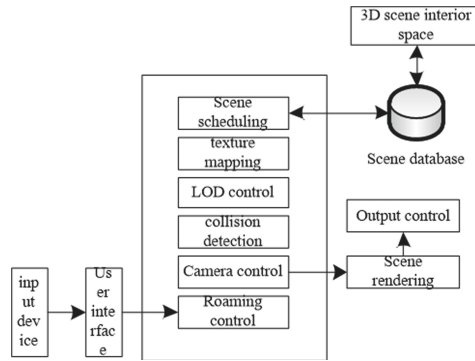 3D scene interior
space
Scene
scheduling
texture
mapping
Scene database
LOD control
collision
detection
Output control
Camera control
Scene
rendering
Roaming
control
inp
ut
dev
ice
Us
er
inte
rfac
e